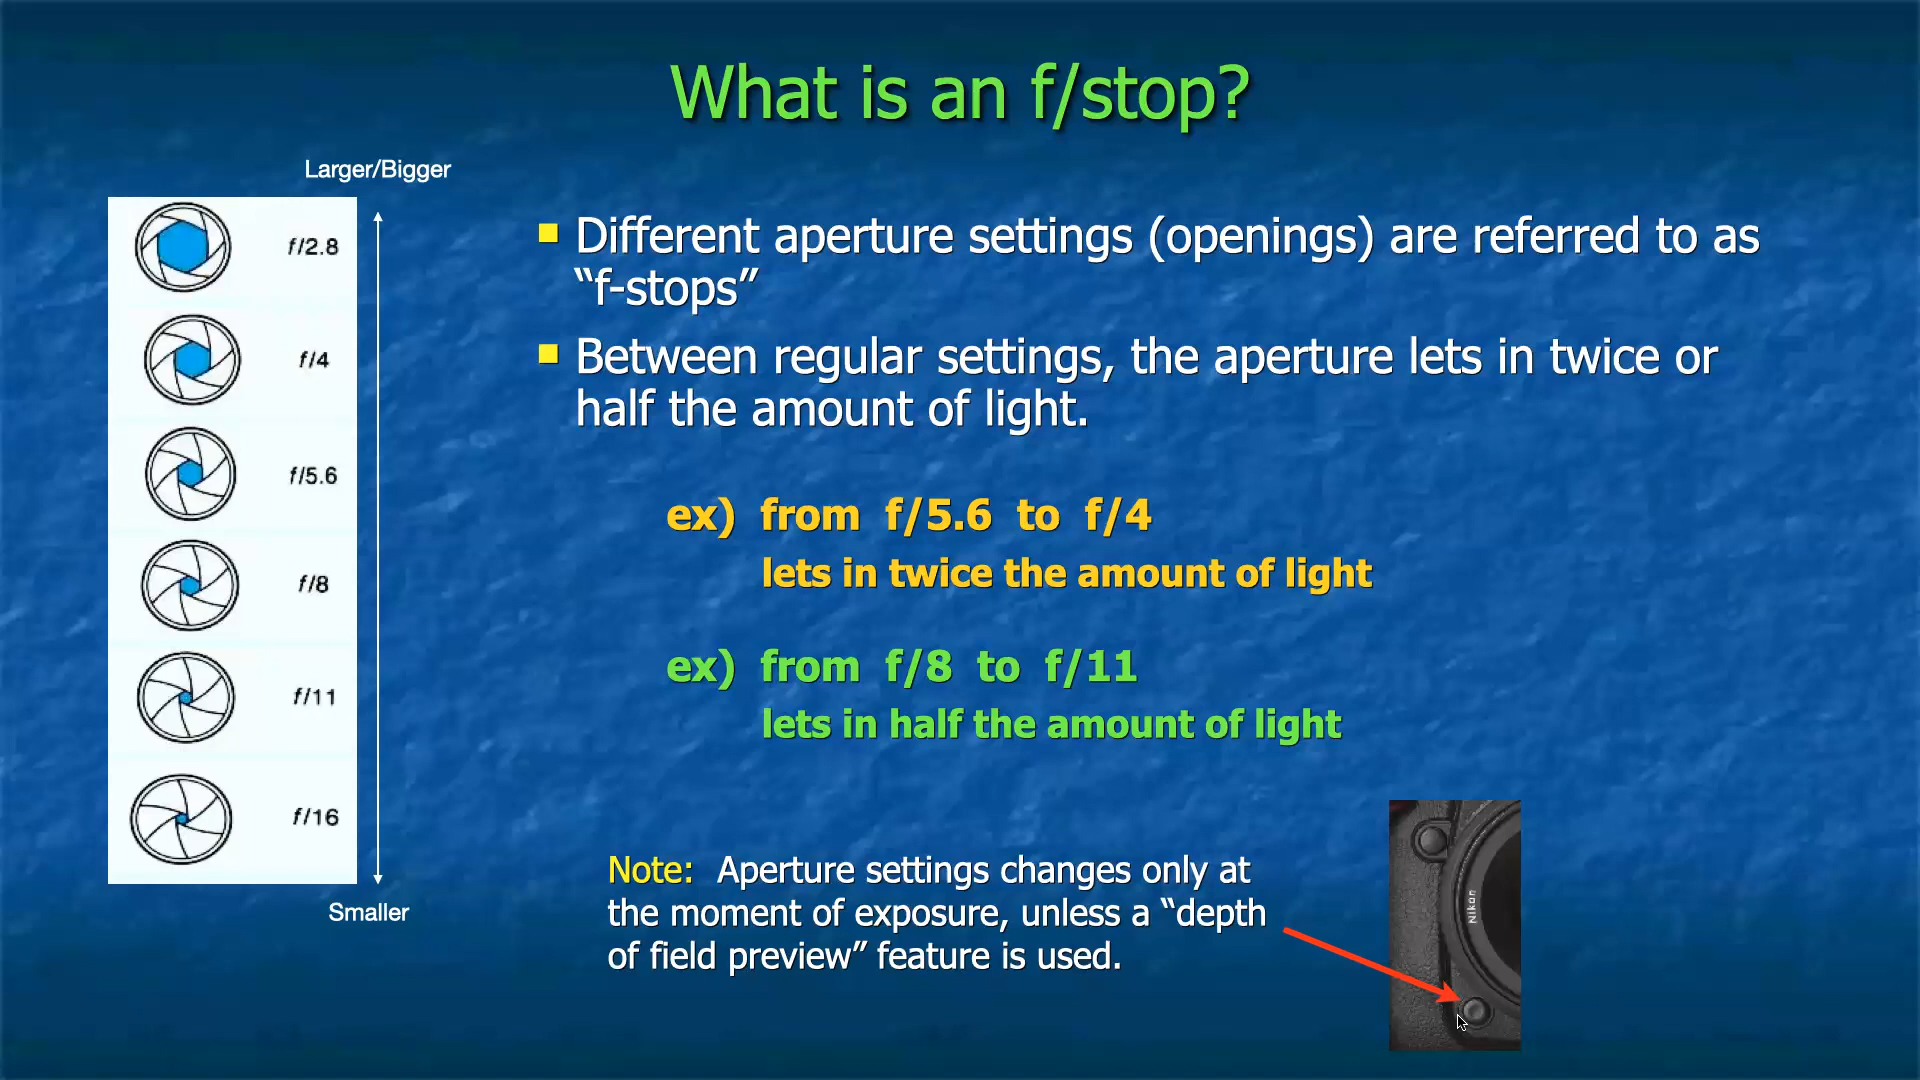 What is an f/stop?
Larger/Bigger
f/2.8
f/4
f/5.6
f/8
f/11
f/16
Smaller
Different aperture settings (openings) are referred to as
“f-stops”
Between regular settings, the aperture lets in twice or
half the amount of light.
ex) from f/5.6 to f/4
lets in twice the amount of light
ex) from f/8 to f/11
lets in half the amount of light
Note: Aperture settings changes only at
the moment of exposure, unless a “depth
of field preview” feature is used.
Nikon